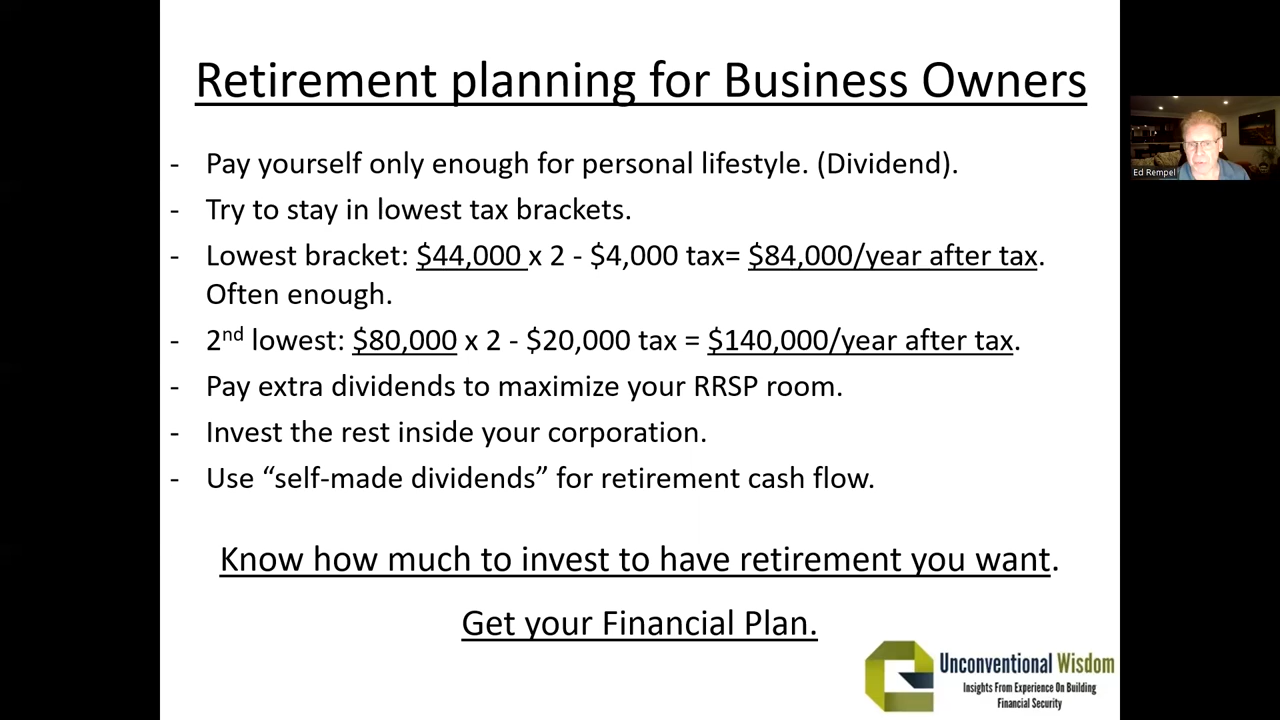 Retirement planning for Business Owners
- Pay yourself only enough for personal lifestyle. (Dividend).
- Try to stay in lowest tax brackets.
- Lowest bracket: $44,000 x 2 - $4,000 tax= $84,000/year after tax.
Often enough.
- 2nd lowest: $80,000 x 2 - $20,000 tax = $140,000/year after tax.
- Pay extra dividends to maximize your RRSP room.
- Invest the rest inside your corporation.
- Use “self-made dividends” for retirement cash flow.
Know how much to invest to have retirement you want.
Get your Financial Plan.
Unconventional Wisdom
Insights From Experience On Building
Financial Security
Ed Rempel